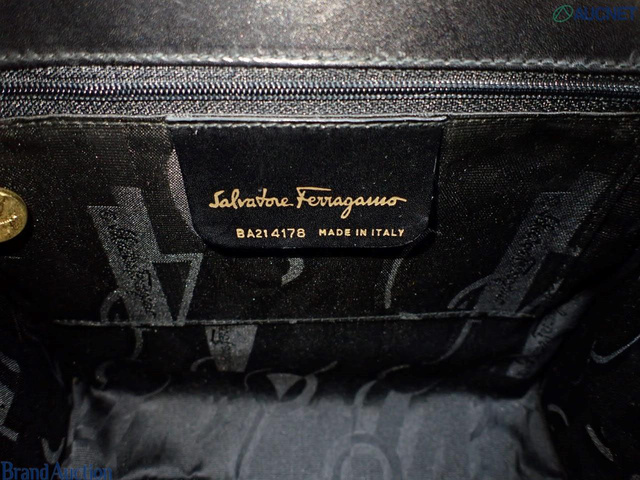 AUCNET
Salvatore Ferragamo
BA214178 MADE IN ITALY
Brand Auction